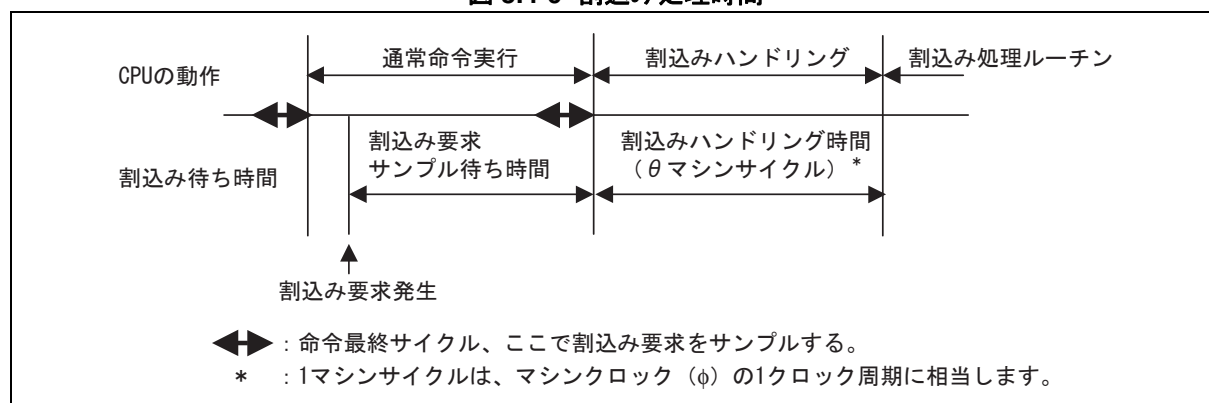 通常命令実行
割込みハンドリング
割込み処理ルーチン
CPUの動作
割込み要求
サンプル待ち時間
割込みハンドリング時間
(θマシンサイクル)*
割込み待ち時間
割込み要求発生
:命令最終サイクル、ここで割込み要求をサンプルする。
* :1マシンサイクルは、マシンクロック(φ)の1クロック周期に相当します。